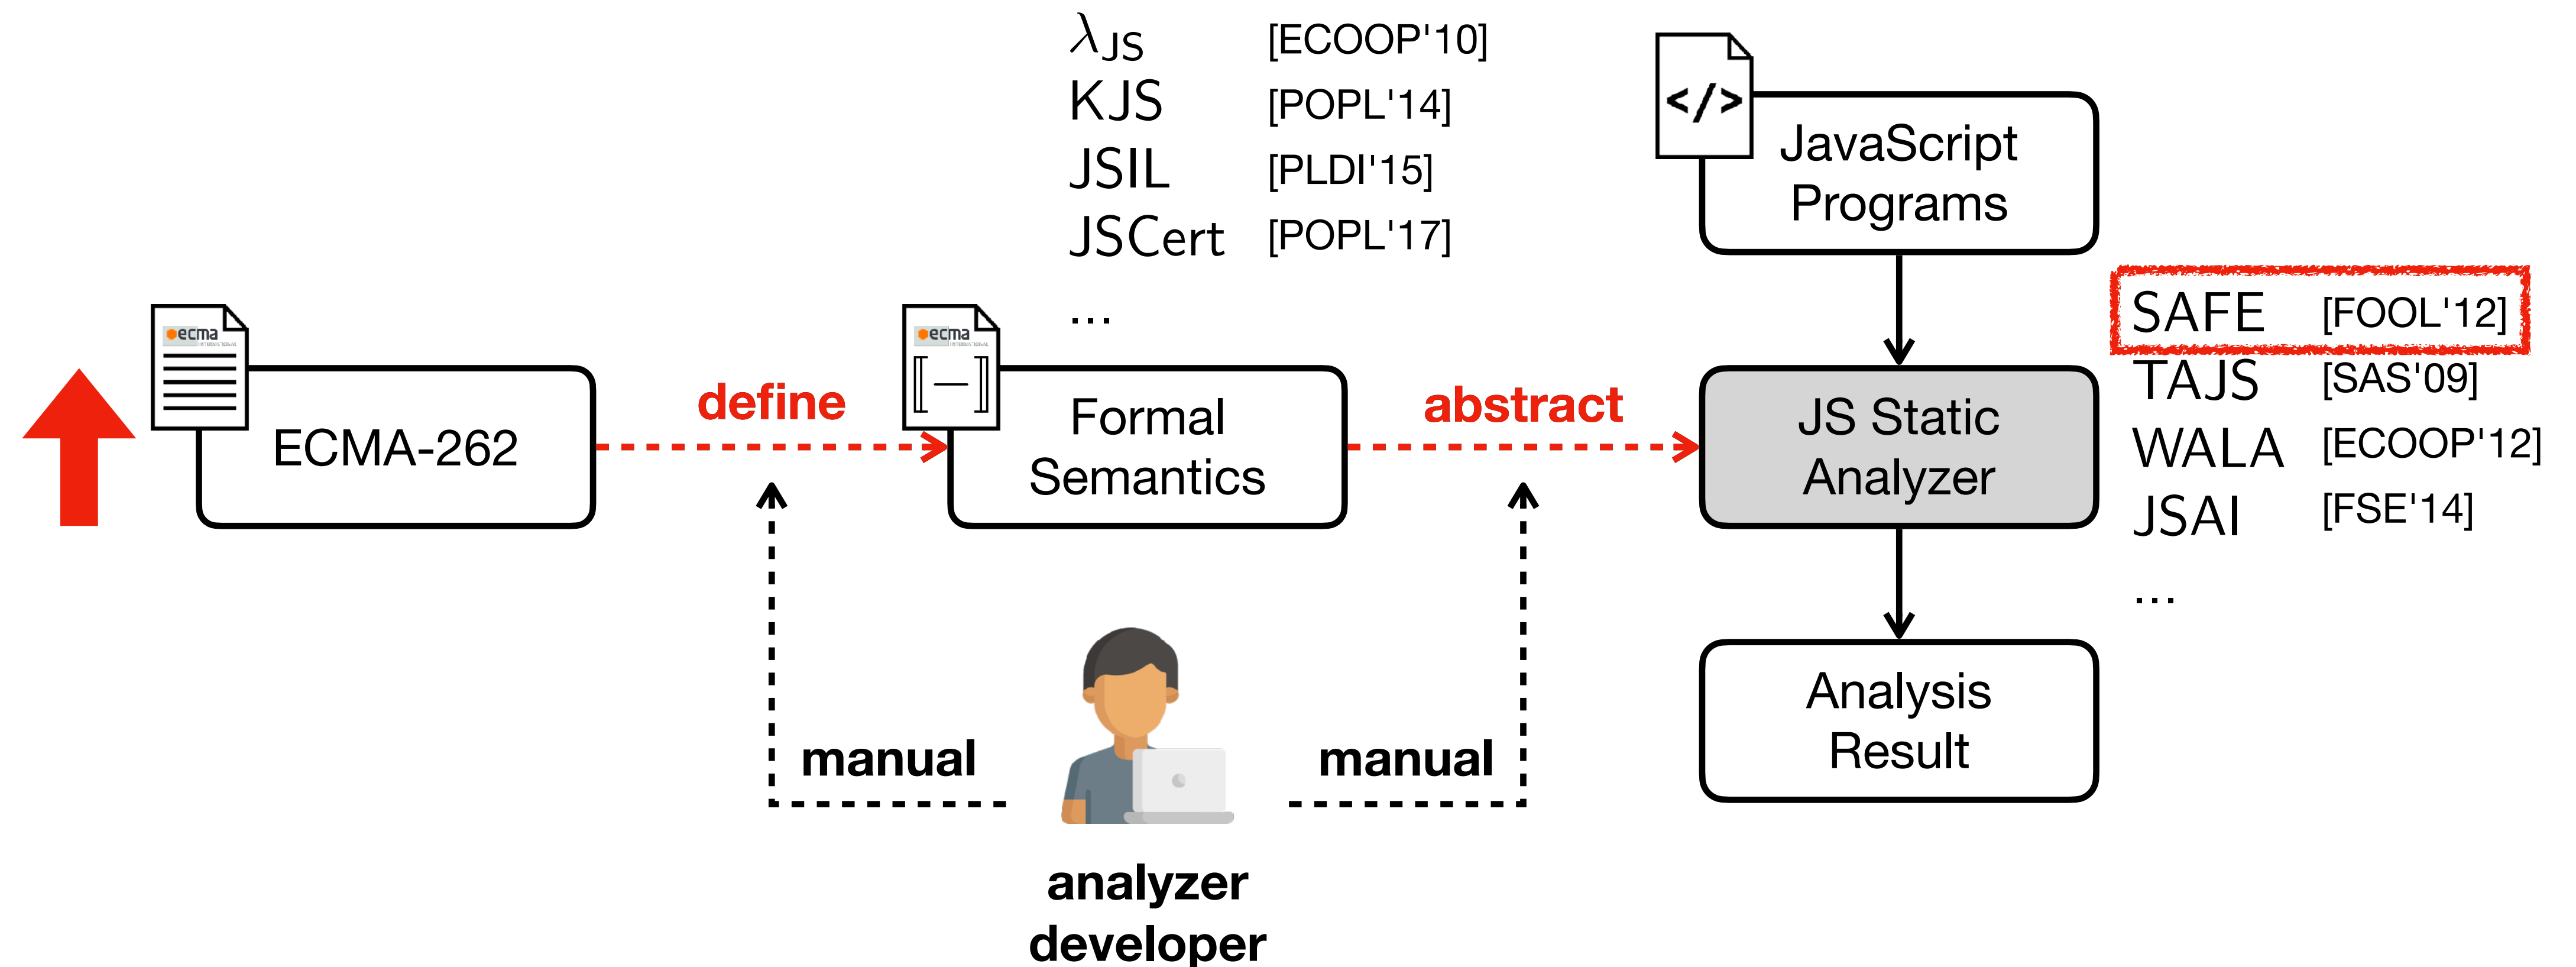 λJS [ECOOP'10]
KJS [POPL'14]
JSIL [PLDI'15]
JSCert [POPL'17]
...
</>
JavaScript
Programs
SAFE [FOOL'12]
TAJS [SAS'09]
WALA [ECOOP'12]
JSAI [FSE'14]
...
ecma
ECMA-262
define
ecma
⟦—⟧
Formal
Semantics
abstract
JS Static
Analyzer
manual
manual
analyzer
developer
Analysis
Result